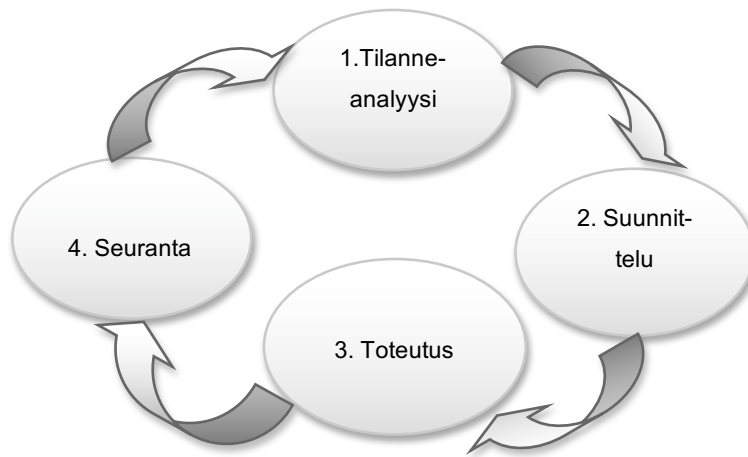 1.Tilanne-
analyysi
2. Suunnit-
telu
3. Toteutus
4. Seuranta